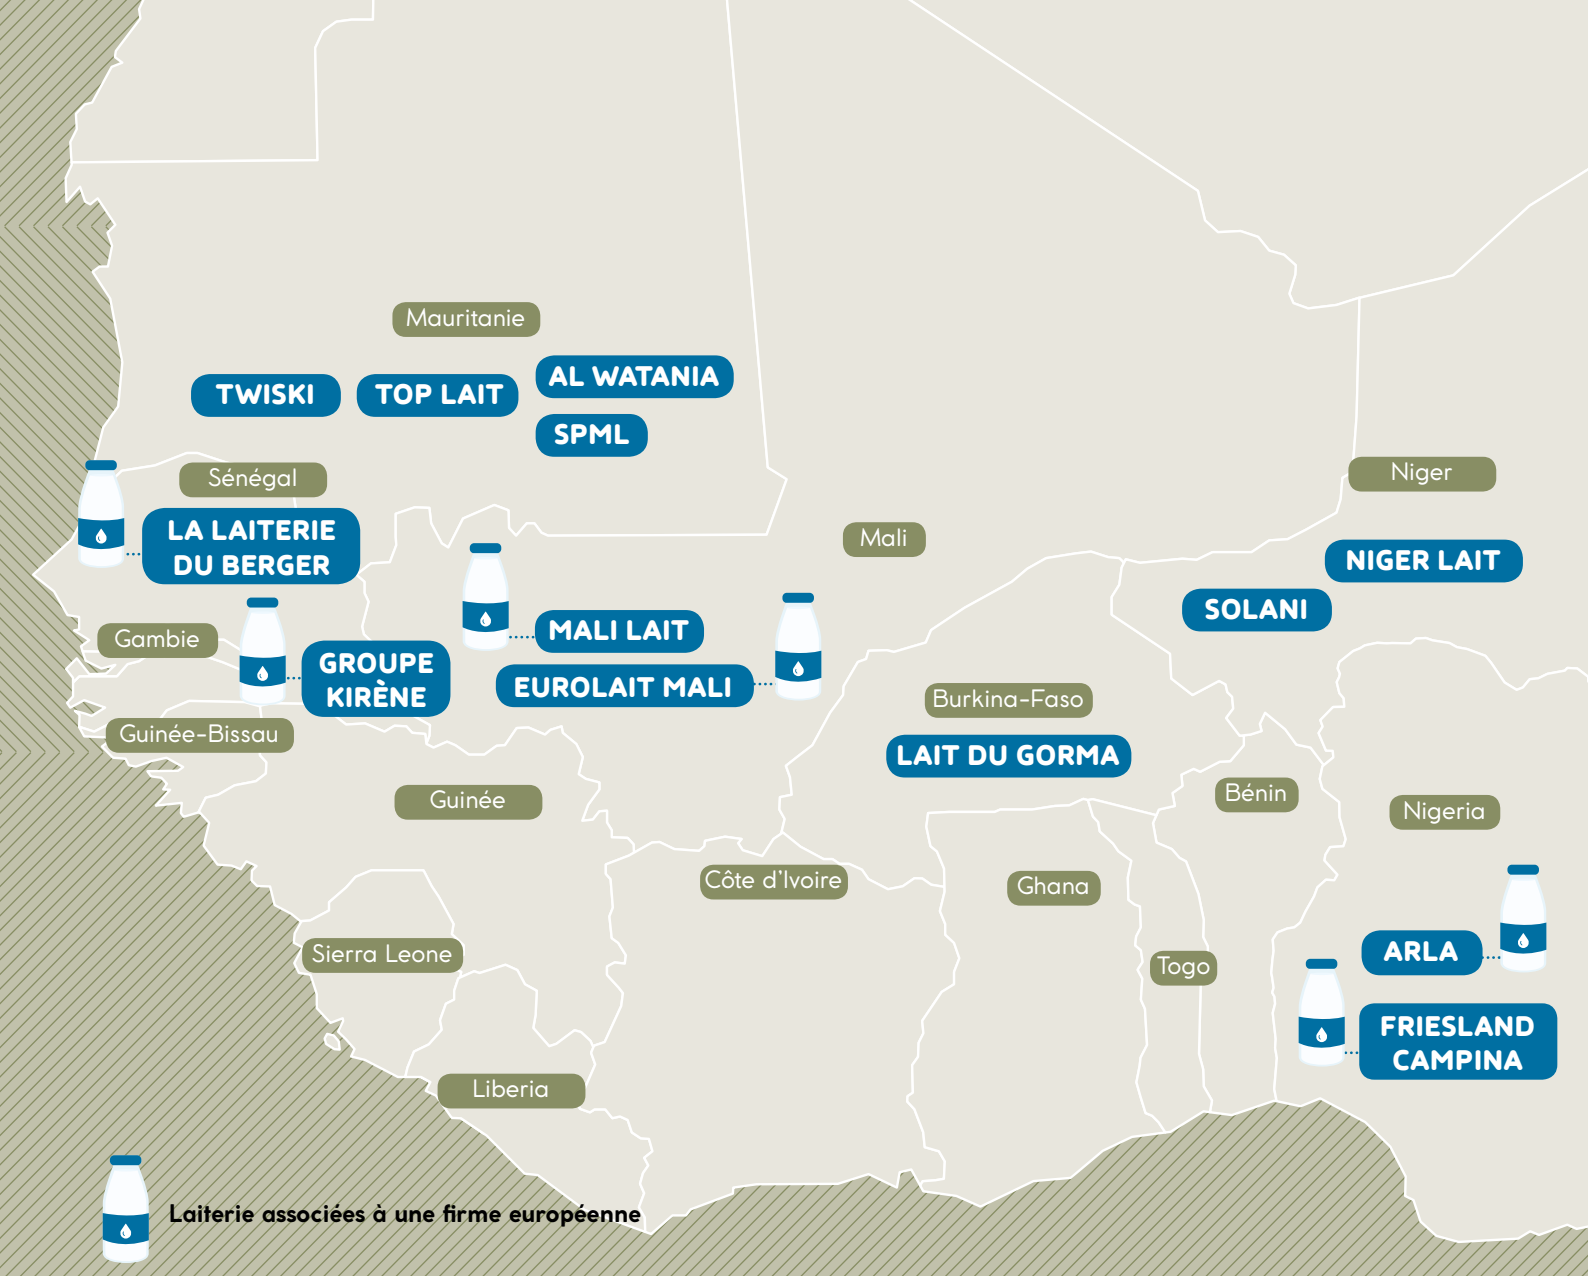 Mauritanie
TWISKI
TOP LAIT
AL WATANIA
SPML
Sénégal
LA LAITERIE
DU BERGER
Niger
Mali
NIGER LAIT
SOLANI
Gambie
GROUPE
KIRÈNE
MALI LAIT
EUROLAIT MALI
Burkina-Faso
LAIT DU GORMA
Guinée-Bissau
Guinée
Bénin
Nigeria
Côte d'Ivoire
Ghana
Sierra Leone
Togo
ARLA
FRIESLAND
CAMPINA
Liberia
Laiterie associées à une firme européenne